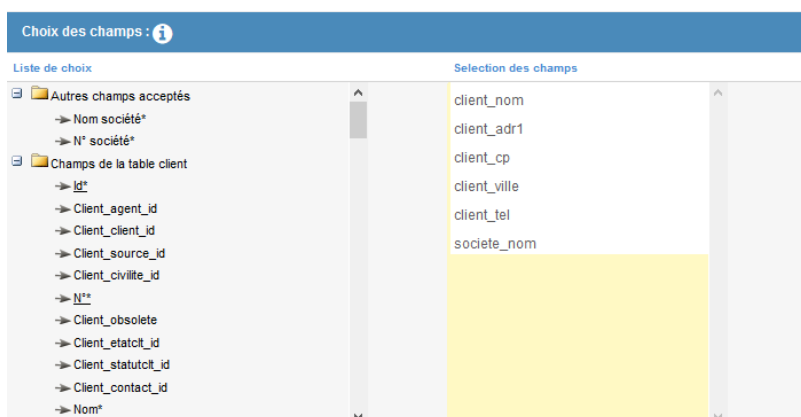 Choix des champs :
Liste de choix
Autres champs acceptés
Nom société*
N° société*
Champs de la table client
Id*
Client_agent_id
Client_client_id
Client_source_id
Client_civilite_id
N°*
Client_obsolete
Client_etatclt_id
Client_statutclt_id
Client_contact_id
Nom*
Selection des champs
client_nom
client_adr1
client_cp
client_ville
client_tel
societe_nom